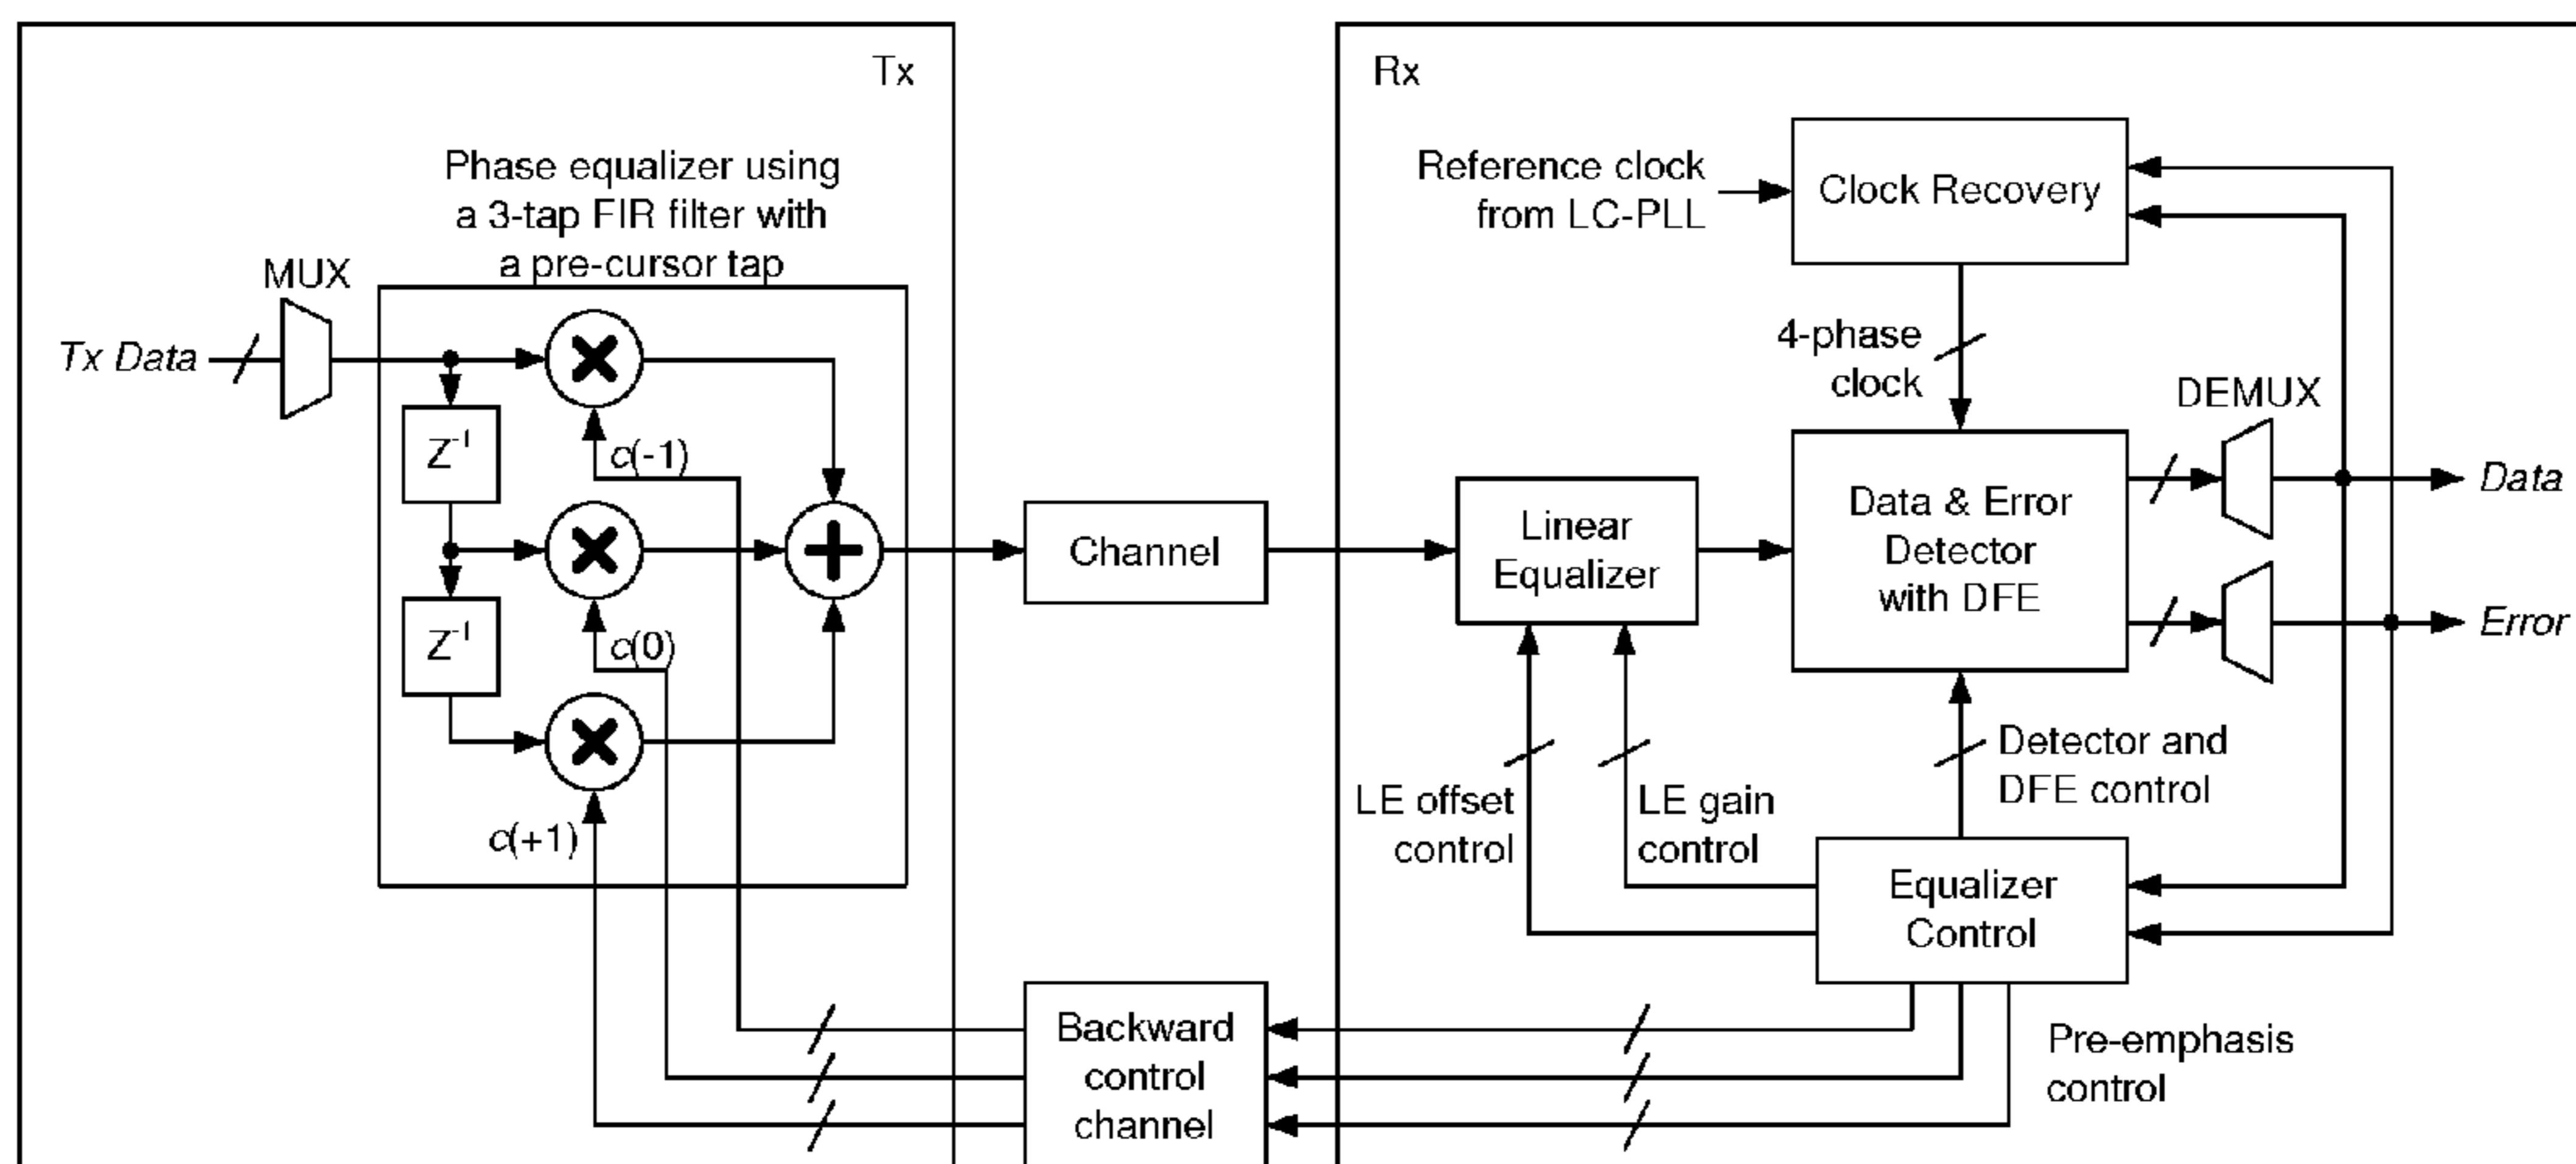 Tx
Rx
Phase equalizer using
a 3-tap FIR filter with
a pre-cursor tap
MUX
Tx Data
Z⁻¹
Z⁻¹
c(-1)
c(0)
c(+1)
Channel
Reference clock
from LC-PLL
Clock Recovery
4-phase
clock
DEMUX
Linear
Equalizer
Data & Error
Detector
with DFE
Data
Error
LE offset
control
LE gain
control
Detector and
DFE control
Equalizer
Control
Backward
control
channel
Pre-emphasis
control